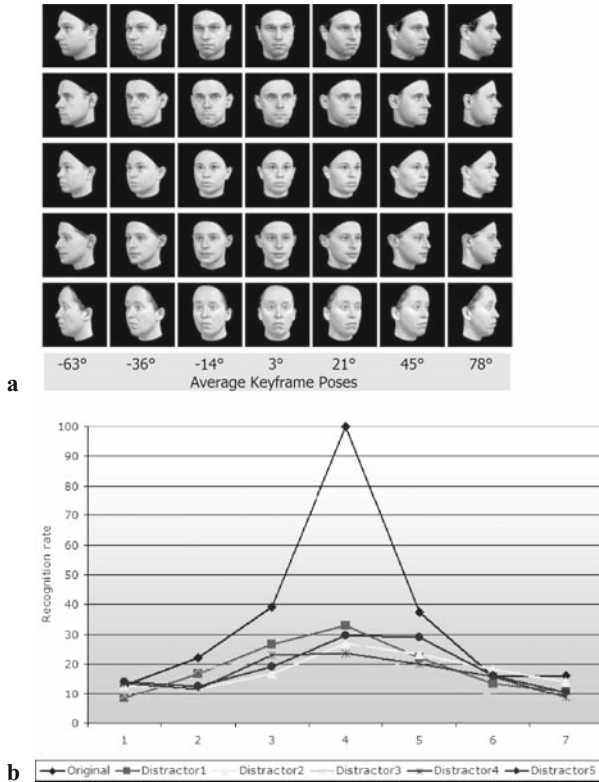 -63° -36° -14° 3° 21° 45° 78°
Average Keyframe Poses
a
100
90
80
70
60
50
40
30
20
10
0
Recognition rate
1 2 3 4 5 6 7
b
Original Distractor1 Distractor2 Distractor3 Distractor4 Distractor5